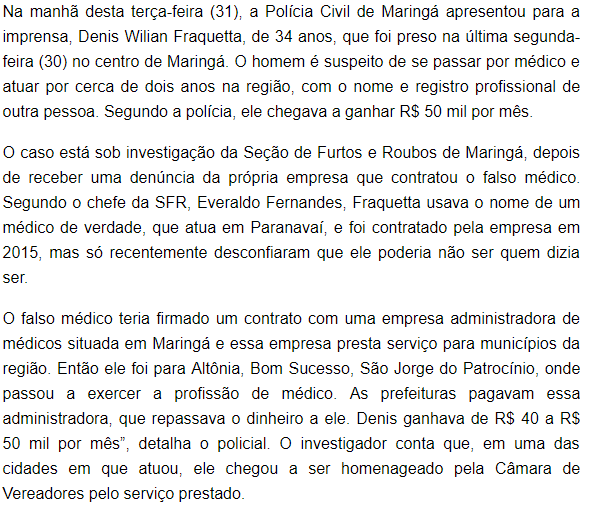 Na manhã desta terça-feira (31), a Polícia Civil de Maringá apresentou para a
imprensa, Denis Wilian Fraquetta, de 34 anos, que foi preso na última segunda-
feira (30) no centro de Maringá. O homem é suspeito de se passar por médico e
atuar por cerca de dois anos na região, com o nome e registro profissional de
outra pessoa. Segundo a polícia, ele chegava a ganhar R$ 50 mil por mês.
O caso está sob investigação da Seção de Furtos e Roubos de Maringá, depois
de receber uma denúncia da própria empresa que contratou o falso médico.
Segundo o chefe da SFR, Everaldo Fernandes, Fraquetta usava o nome de um
médico de verdade, que atua em Paranavaí, e foi contratado pela empresa em
2015, mas só recentemente desconfiaram que ele poderia não ser quem dizia
ser.
O falso médico teria firmado um contrato com uma empresa administradora de
médicos situada em Maringá e essa empresa presta serviço para municípios da
região. Então ele foi para Altônia, Bom Sucesso, São Jorge do Patrocínio, onde
passou a exercer a profissão de médico. As prefeituras pagavam essa
administradora, que repassava o dinheiro a ele. Denis ganhava de R$ 40 a R$
50 mil por mês”, detalha o policial. O investigador conta que, em uma das
cidades em que atuou, ele chegou a ser homenageado pela Câmara de
Vereadores pelo serviço prestado.